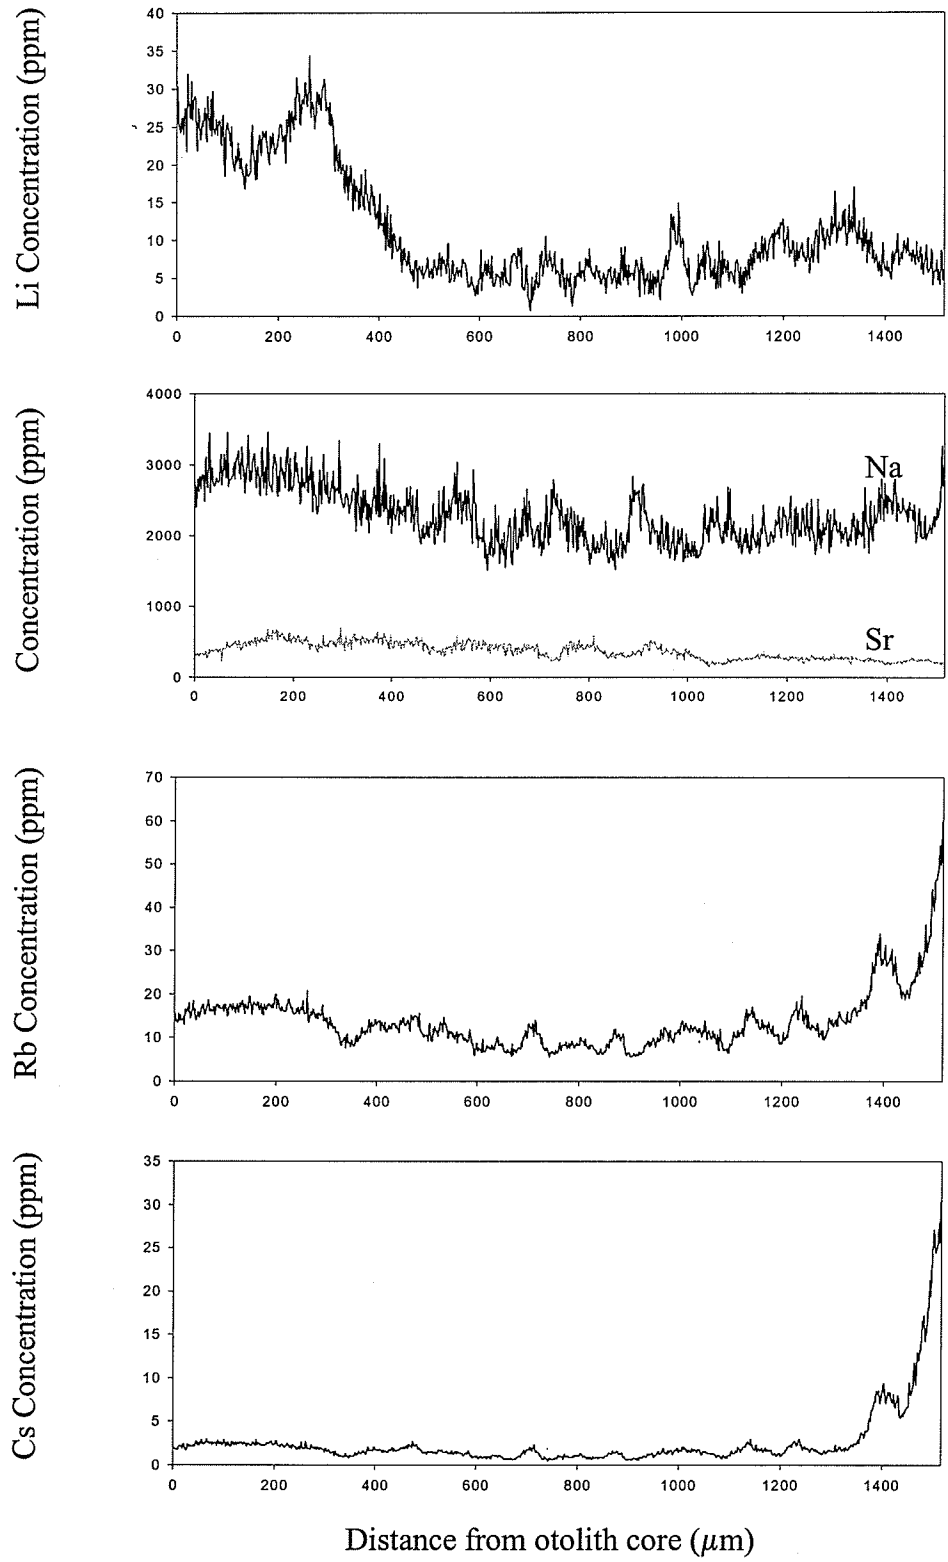 Li Concentration (ppm)
40
35
30
25
20
15
10
5
0
0 200 400 600 800 1000 1200 1400
Concentration (ppm)
4000
3000
2000
1000
0
Na
Sr
0 200 400 600 800 1000 1200 1400
Rb Concentration (ppm)
70
60
50
40
30
20
10
0
0 200 400 600 800 1000 1200 1400
Cs Concentration (ppm)
35
30
25
20
15
10
5
0
0 200 400 600 800 1000 1200 1400
Distance from otolith core (μm)